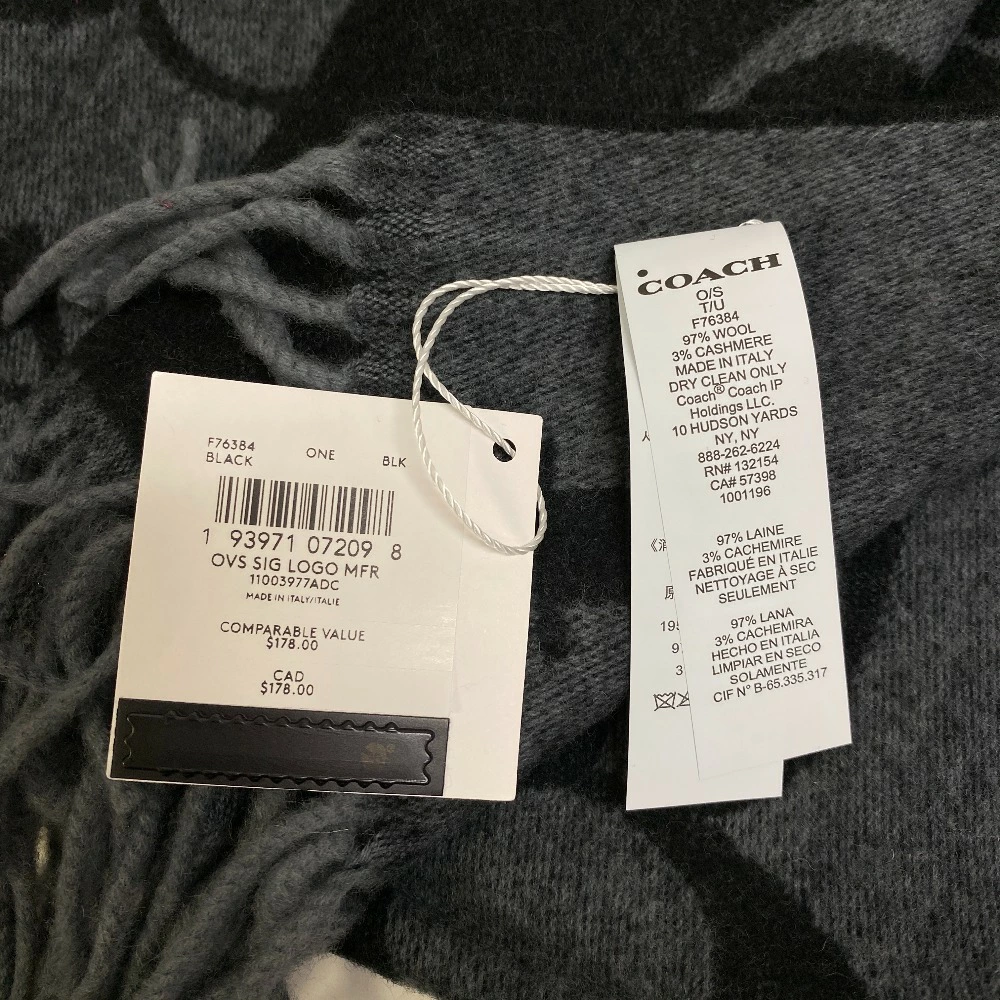 F76384
BLACK ONE BLK
1 93971 07209 8
OVS SIG LOGO MFR
11003977ADC
MADE IN ITALY/ITALIE
COMPARABLE VALUE
$178.00
CAD
$178.00
COACH
O/S
T/U
F76384
97% WOOL
3% CASHMERE
MADE IN ITALY
DRY CLEAN ONLY
Coach® Coach IP
Holdings LLC.
10 HUDSON YARDS
NY, NY
888-262-6224
RN# 132154
CA# 57398
1001196
97% LAINE
3% CACHEMIRE
FABRIQUÉ EN ITALIE
NETTOYAGE À SEC
SEULEMENT
97% LANA
3% CACHEMIRA
HECHO EN ITALIA
LIMPIAR EN SECO
SOLAMENTE
CIF N° B-65.335.317